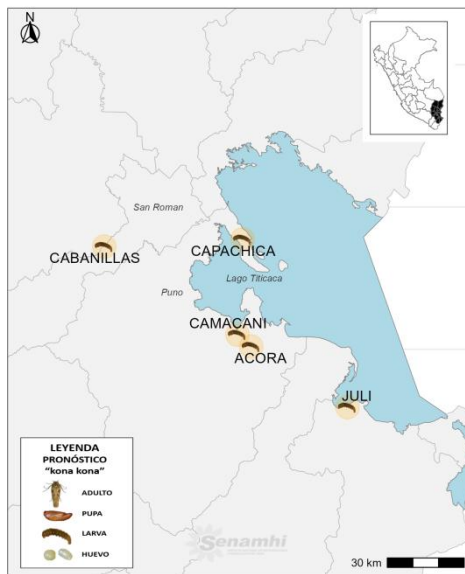 N
San Roman
CABANILLAS
CAPACHICA
Lago Titicaca
Puno
CAMACANI
ACORA
JULI
LEYENDA
PRONÓSTICO
“kona kona”
ADULTO
PUPA
LARVA
HUEVO
Senamhi
30 km